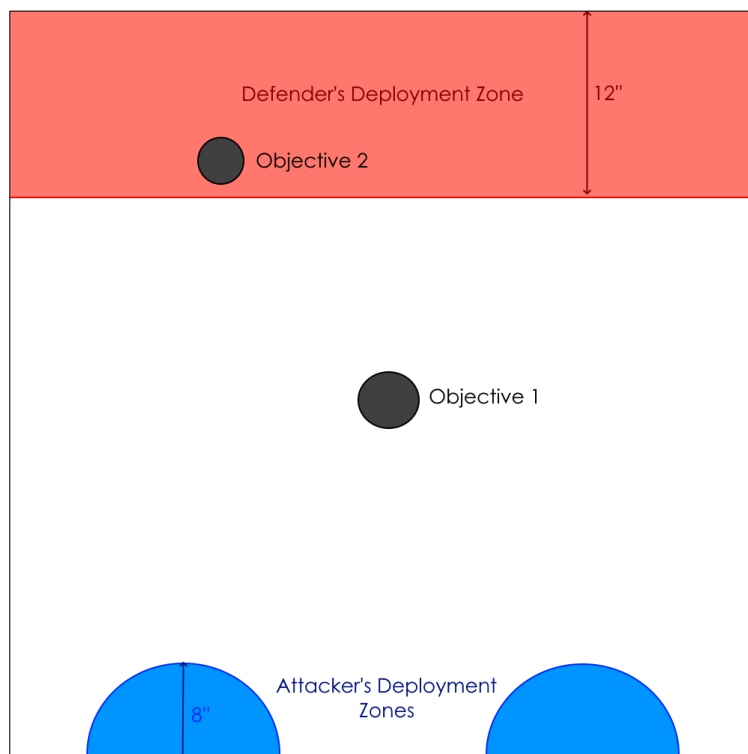 Defender's Deployment Zone
12"
Objective 2
Objective 1
Attacker's Deployment
Zones
8"